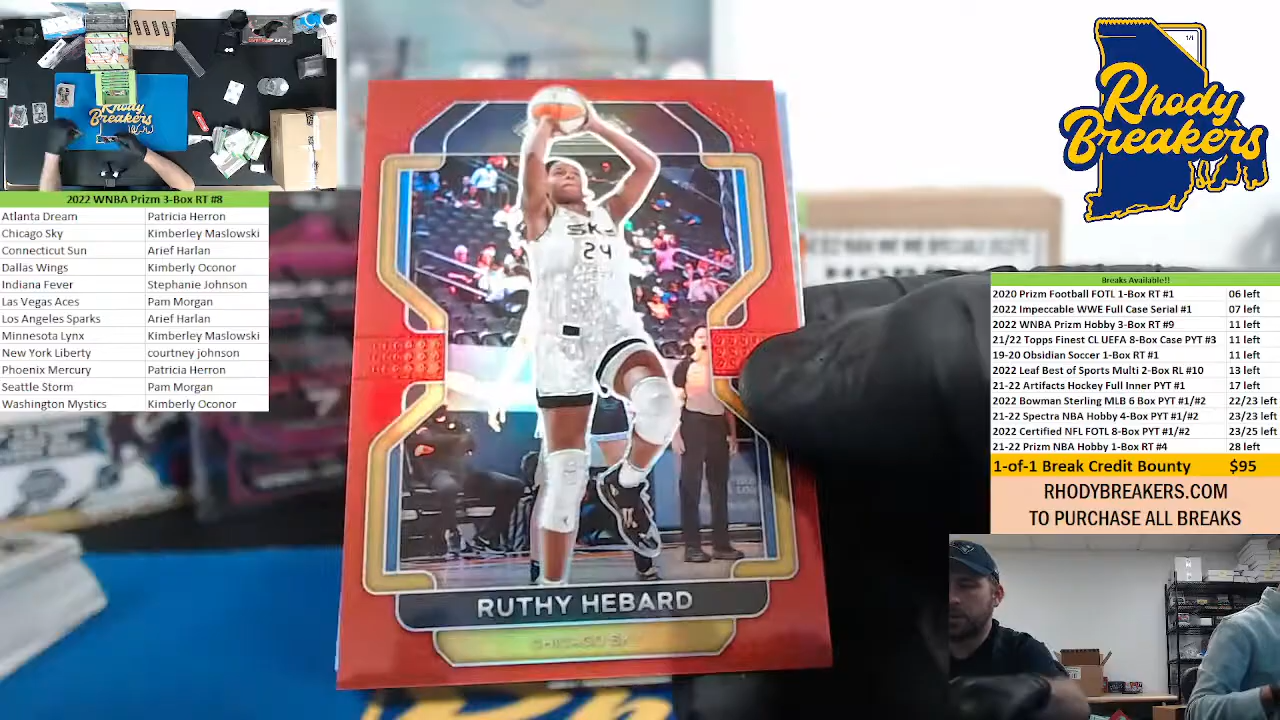 Rhody
Breakers
1/1
Rhody
Breakers
2022 WNBA Prizm 3-Box RT #8
Atlanta Dream Patricia Herron
Chicago Sky Kimberley Maslowski
Connecticut Sun Arief Harlan
Dallas Wings Kimberly Oconor
Indiana Fever Stephanie Johnson
Las Vegas Aces Pam Morgan
Los Angeles Sparks Arief Harlan
Minnesota Lynx Kimberley Maslowski
New York Liberty courtney johnson
Phoenix Mercury Patricia Herron
Seattle Storm Pam Morgan
Washington Mystics Kimberly Oconor
SKY
24
RUTHY HEBARD
CHICAGO SKY
Breaks Available!!
2020 Prizm Football FOTL 1-Box RT #1 06 left
2022 Impeccable WWE Full Case Serial #1 07 left
2022 WNBA Prizm Hobby 3-Box RT #9 11 left
21/22 Topps Finest CL UEFA 8-Box Case PYT #3 11 left
19-20 Obsidian Soccer 1-Box RT #1 11 left
2022 Leaf Best of Sports Multi 2-Box RL #10 13 left
21-22 Artifacts Hockey Full Inner PYT #1 17 left
2022 Bowman Sterling MLB 6 Box PYT #1/#2 22/23 left
21-22 Spectra NBA Hobby 4-Box PYT #1/#2 23/23 left
2022 Certified NFL FOTL 8-Box PYT #1/#2 23/25 left
21-22 Prizm NBA Hobby 1-Box RT #4 28 left
1-of-1 Break Credit Bounty $95
RHODYBREAKERS.COM
TO PURCHASE ALL BREAKS